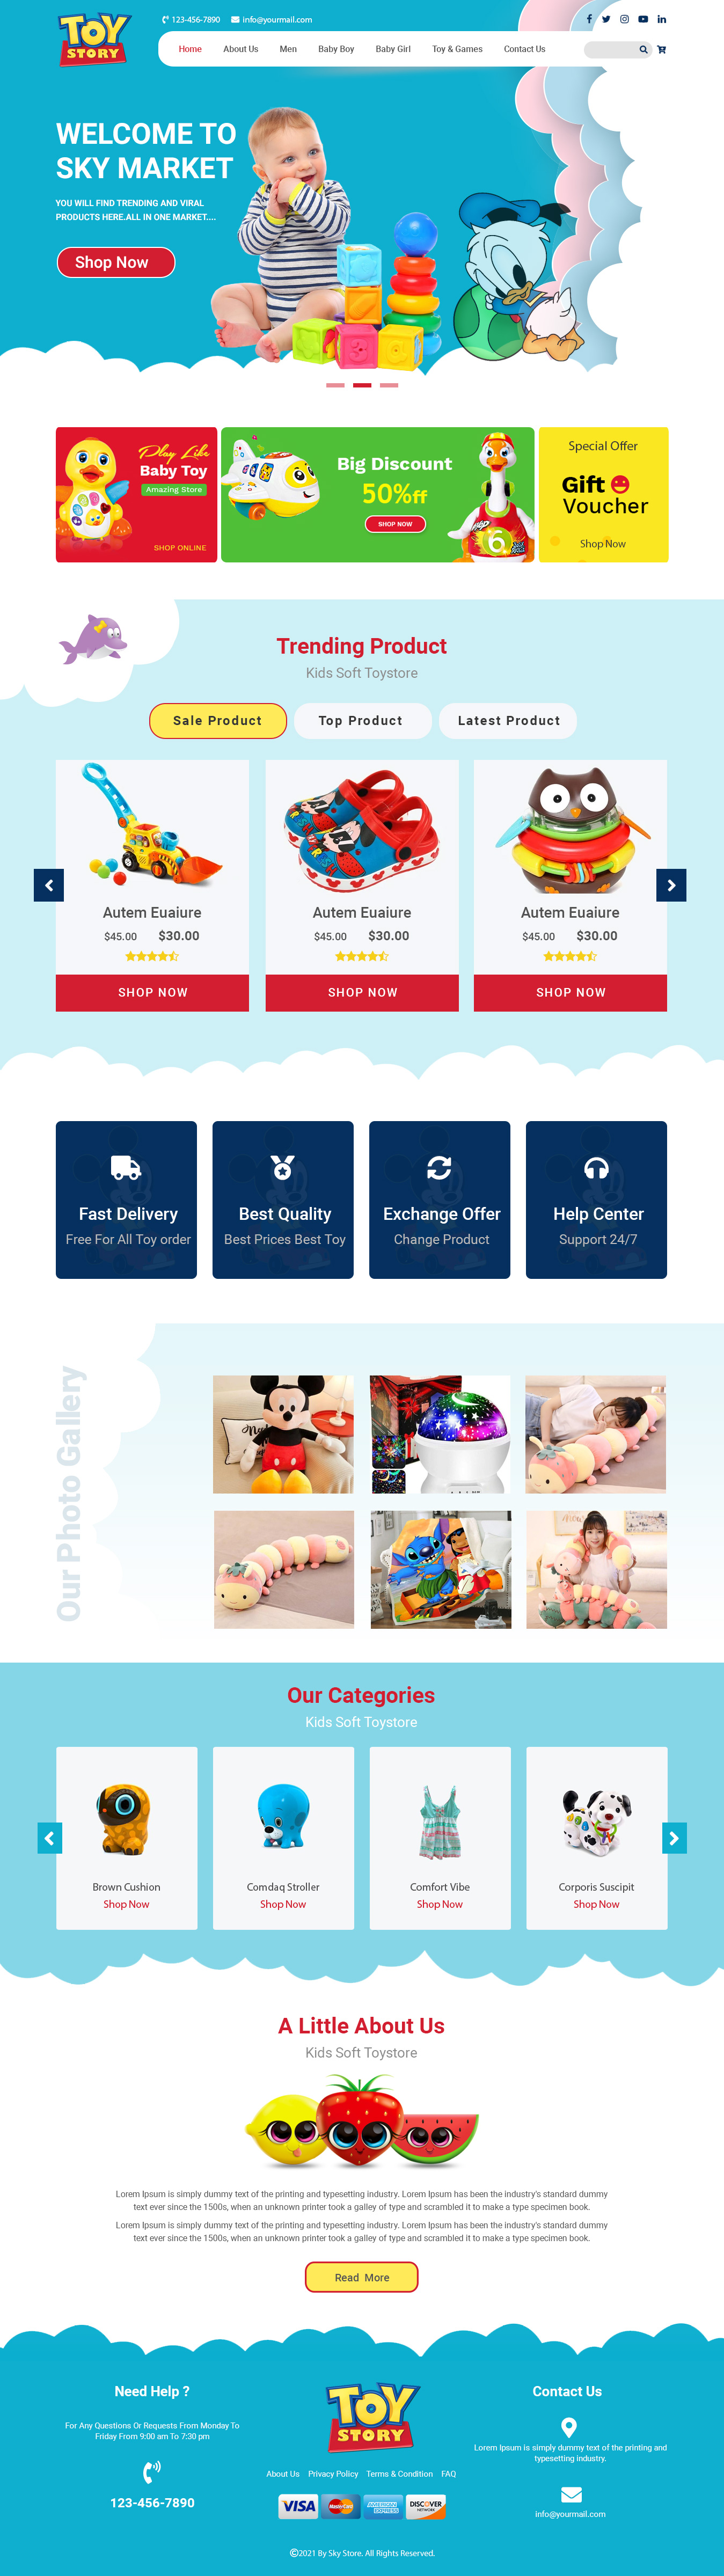 TOY
STORY
123-456-7890 info@yourmail.com
Home About Us Men Baby Boy Baby Girl Toy & Games Contact Us
WELCOME TO
SKY MARKET
YOU WILL FIND TRENDING AND VIRAL
PRODUCTS HERE.ALL IN ONE MARKET....
Shop Now
Play Like
Baby Toy
Amazing Store
SHOP ONLINE
Big Discount
50%ff
SHOP NOW
6
Special Offer
Gift
Voucher
Shop Now
Trending Product
Kids Soft Toystore
Sale Product Top Product Latest Product
Autem Euaiure Autem Euaiure Autem Euaiure
$45.00 $30.00 $45.00 $30.00 $45.00 $30.00
SHOP NOW SHOP NOW SHOP NOW
Fast Delivery Best Quality Exchange Offer Help Center
Free For All Toy order Best Prices Best Toy Change Product Support 24/7
Our Photo Gallery
Our Categories
Kids Soft Toystore
Brown Cushion Comdaq Stroller Comfort Vibe Corporis Suscipit
Shop Now Shop Now Shop Now Shop Now
A Little About Us
Kids Soft Toystore
Lorem Ipsum is simply dummy text of the printing and typesetting industry. Lorem Ipsum has been the industry's standard dummy
text ever since the 1500s, when an unknown printer took a galley of type and scrambled it to make a type specimen book.
Lorem Ipsum is simply dummy text of the printing and typesetting industry. Lorem Ipsum has been the industry's standard dummy
text ever since the 1500s, when an unknown printer took a galley of type and scrambled it to make a type specimen book.
Read More
Need Help ?
For Any Questions Or Requests From Monday To
Friday From 9:00 am To 7:30 pm
123-456-7890
TOY
STORY
About Us Privacy Policy Terms & Condition FAQ
VISA MasterCard AMERICAN EXPRESS DISCOVER NETWORK
©2021 By Sky Store. All Rights Reserved.
Contact Us
Lorem Ipsum is simply dummy text of the printing and
typesetting industry.
info@yourmail.com